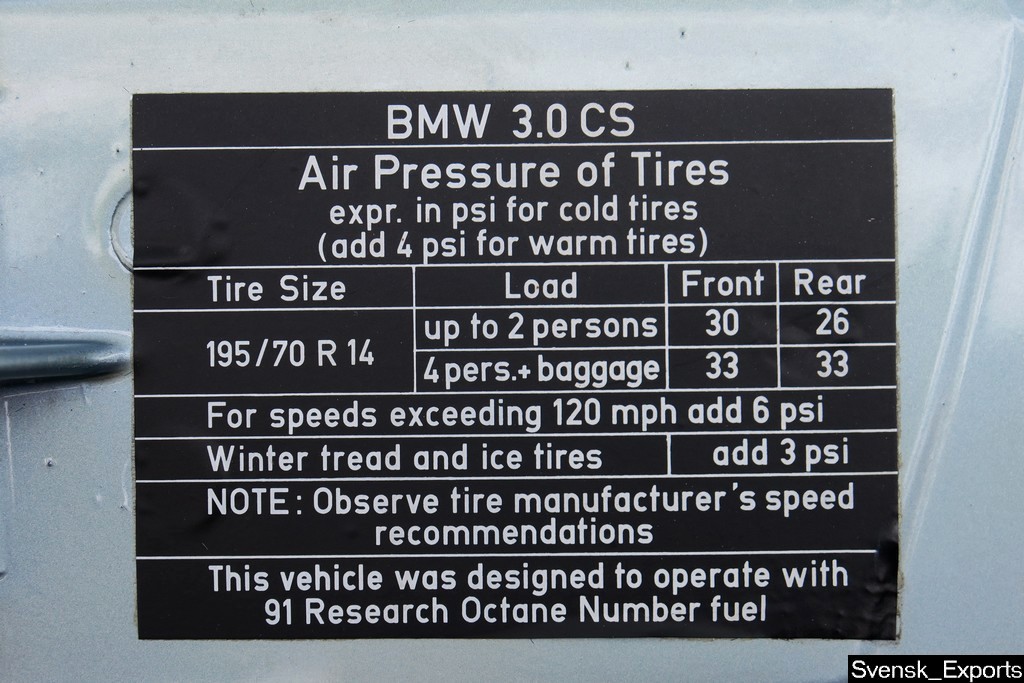 BMW 3.0 CS
Air Pressure of Tires
expr. in psi for cold tires
(add 4 psi for warm tires)
Tire Size Load Front Rear
195/70 R 14 up to 2 persons 30 26
4 pers.+ baggage 33 33
For speeds exceeding 120 mph add 6 psi
Winter tread and ice tires add 3 psi
NOTE: Observe tire manufacturer's speed
recommendations
This vehicle was designed to operate with
91 Research Octane Number fuel
Svensk_Exports